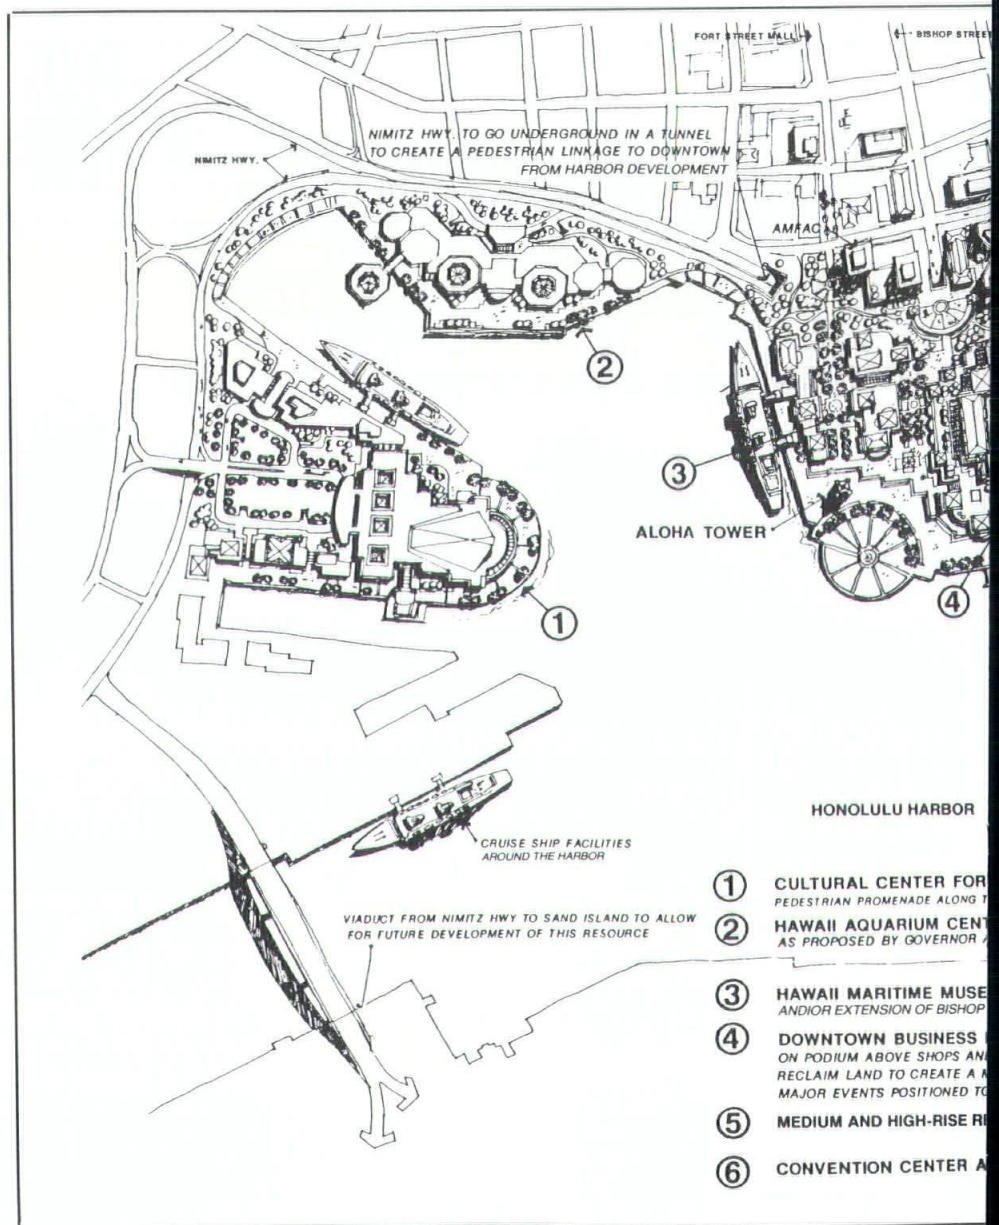 FORT STREET MALL
BISHOP STREET
NIMITZ HWY. TO GO UNDERGROUND IN A TUNNEL
TO CREATE A PEDESTRIAN LINKAGE TO DOWNTOWN
FROM HARBOR DEVELOPMENT
NIMITZ HWY.
AMFAC
2
3
ALOHA TOWER
4
1
HONOLULU HARBOR
CRUISE SHIP FACILITIES
AROUND THE HARBOR
VIADUCT FROM NIMITZ HWY TO SAND ISLAND TO ALLOW
FOR FUTURE DEVELOPMENT OF THIS RESOURCE
1 CULTURAL CENTER FOR
PEDESTRIAN PROMENADE ALONG
2 HAWAII AQUARIUM
AS PROPOSED BY GOVERNOR
3 HAWAII MARITIME
ANDIOR EXTENSION OF BISHOP
4 DOWNTOWN BUSINESS
ON PODIUM ABOVE SHOPS
RECLAIM LAND TO CREATE A
MAJOR EVENTS POSITIONED TO
5 MEDIUM AND HIGH-RISE
6 CONVENTION CENTER